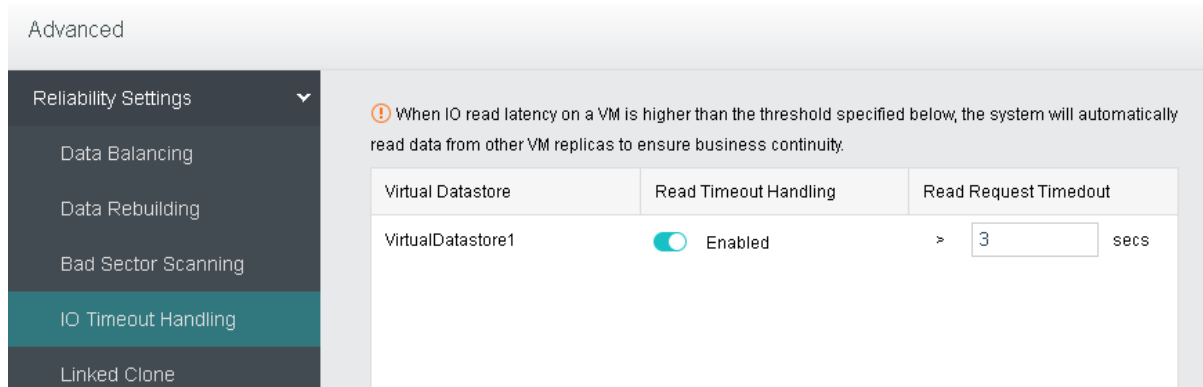 Advanced
Reliability Settings
Data Balancing
Data Rebuilding
Bad Sector Scanning
IO Timeout Handling
Linked Clone
When IO read latency on a VM is higher than the threshold specified below, the system will automatically
read data from other VM replicas to ensure business continuity.
Virtual Datastore Read Timeout Handling Read Request Timedout
VirtualDatastore1 Enabled > 3 secs